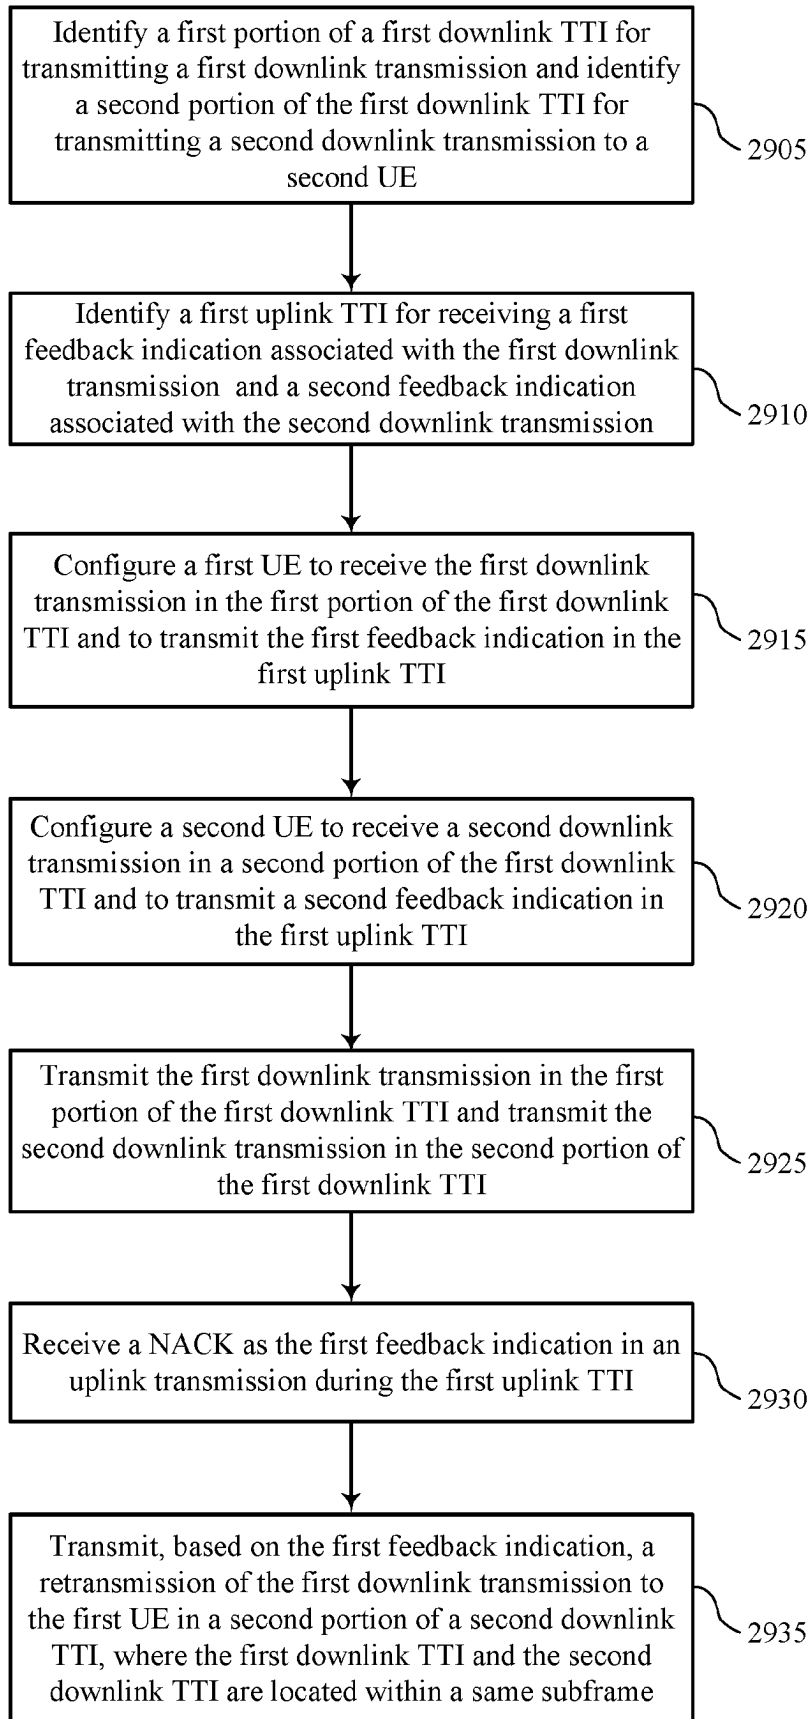 Identify a first portion of a first downlink TTI for
transmitting a first downlink transmission and identify
a second portion of the first downlink TTI for
transmitting a second downlink transmission to a
second UE
2905
Identify a first uplink TTI for receiving a first
feedback indication associated with the first downlink
transmission and a second feedback indication
associated with the second downlink transmission
2910
Configure a first UE to receive the first downlink
transmission in the first portion of the first downlink
TTI and to transmit the first feedback indication in the
first uplink TTI
2915
Configure a second UE to receive a second downlink
transmission in a second portion of the first downlink
TTI and to transmit a second feedback indication in
the first uplink TTI
2920
Transmit the first downlink transmission in the first
portion of the first downlink TTI and transmit the
second downlink transmission in the second portion of
the first downlink TTI
2925
Receive a NACK as the first feedback indication in an
uplink transmission during the first uplink TTI
2930
Transmit, based on the first feedback indication, a
retransmission of the first downlink transmission to
the first UE in a second portion of a second downlink
TTI, where the first downlink TTI and the second
downlink TTI are located within a same subframe
2935